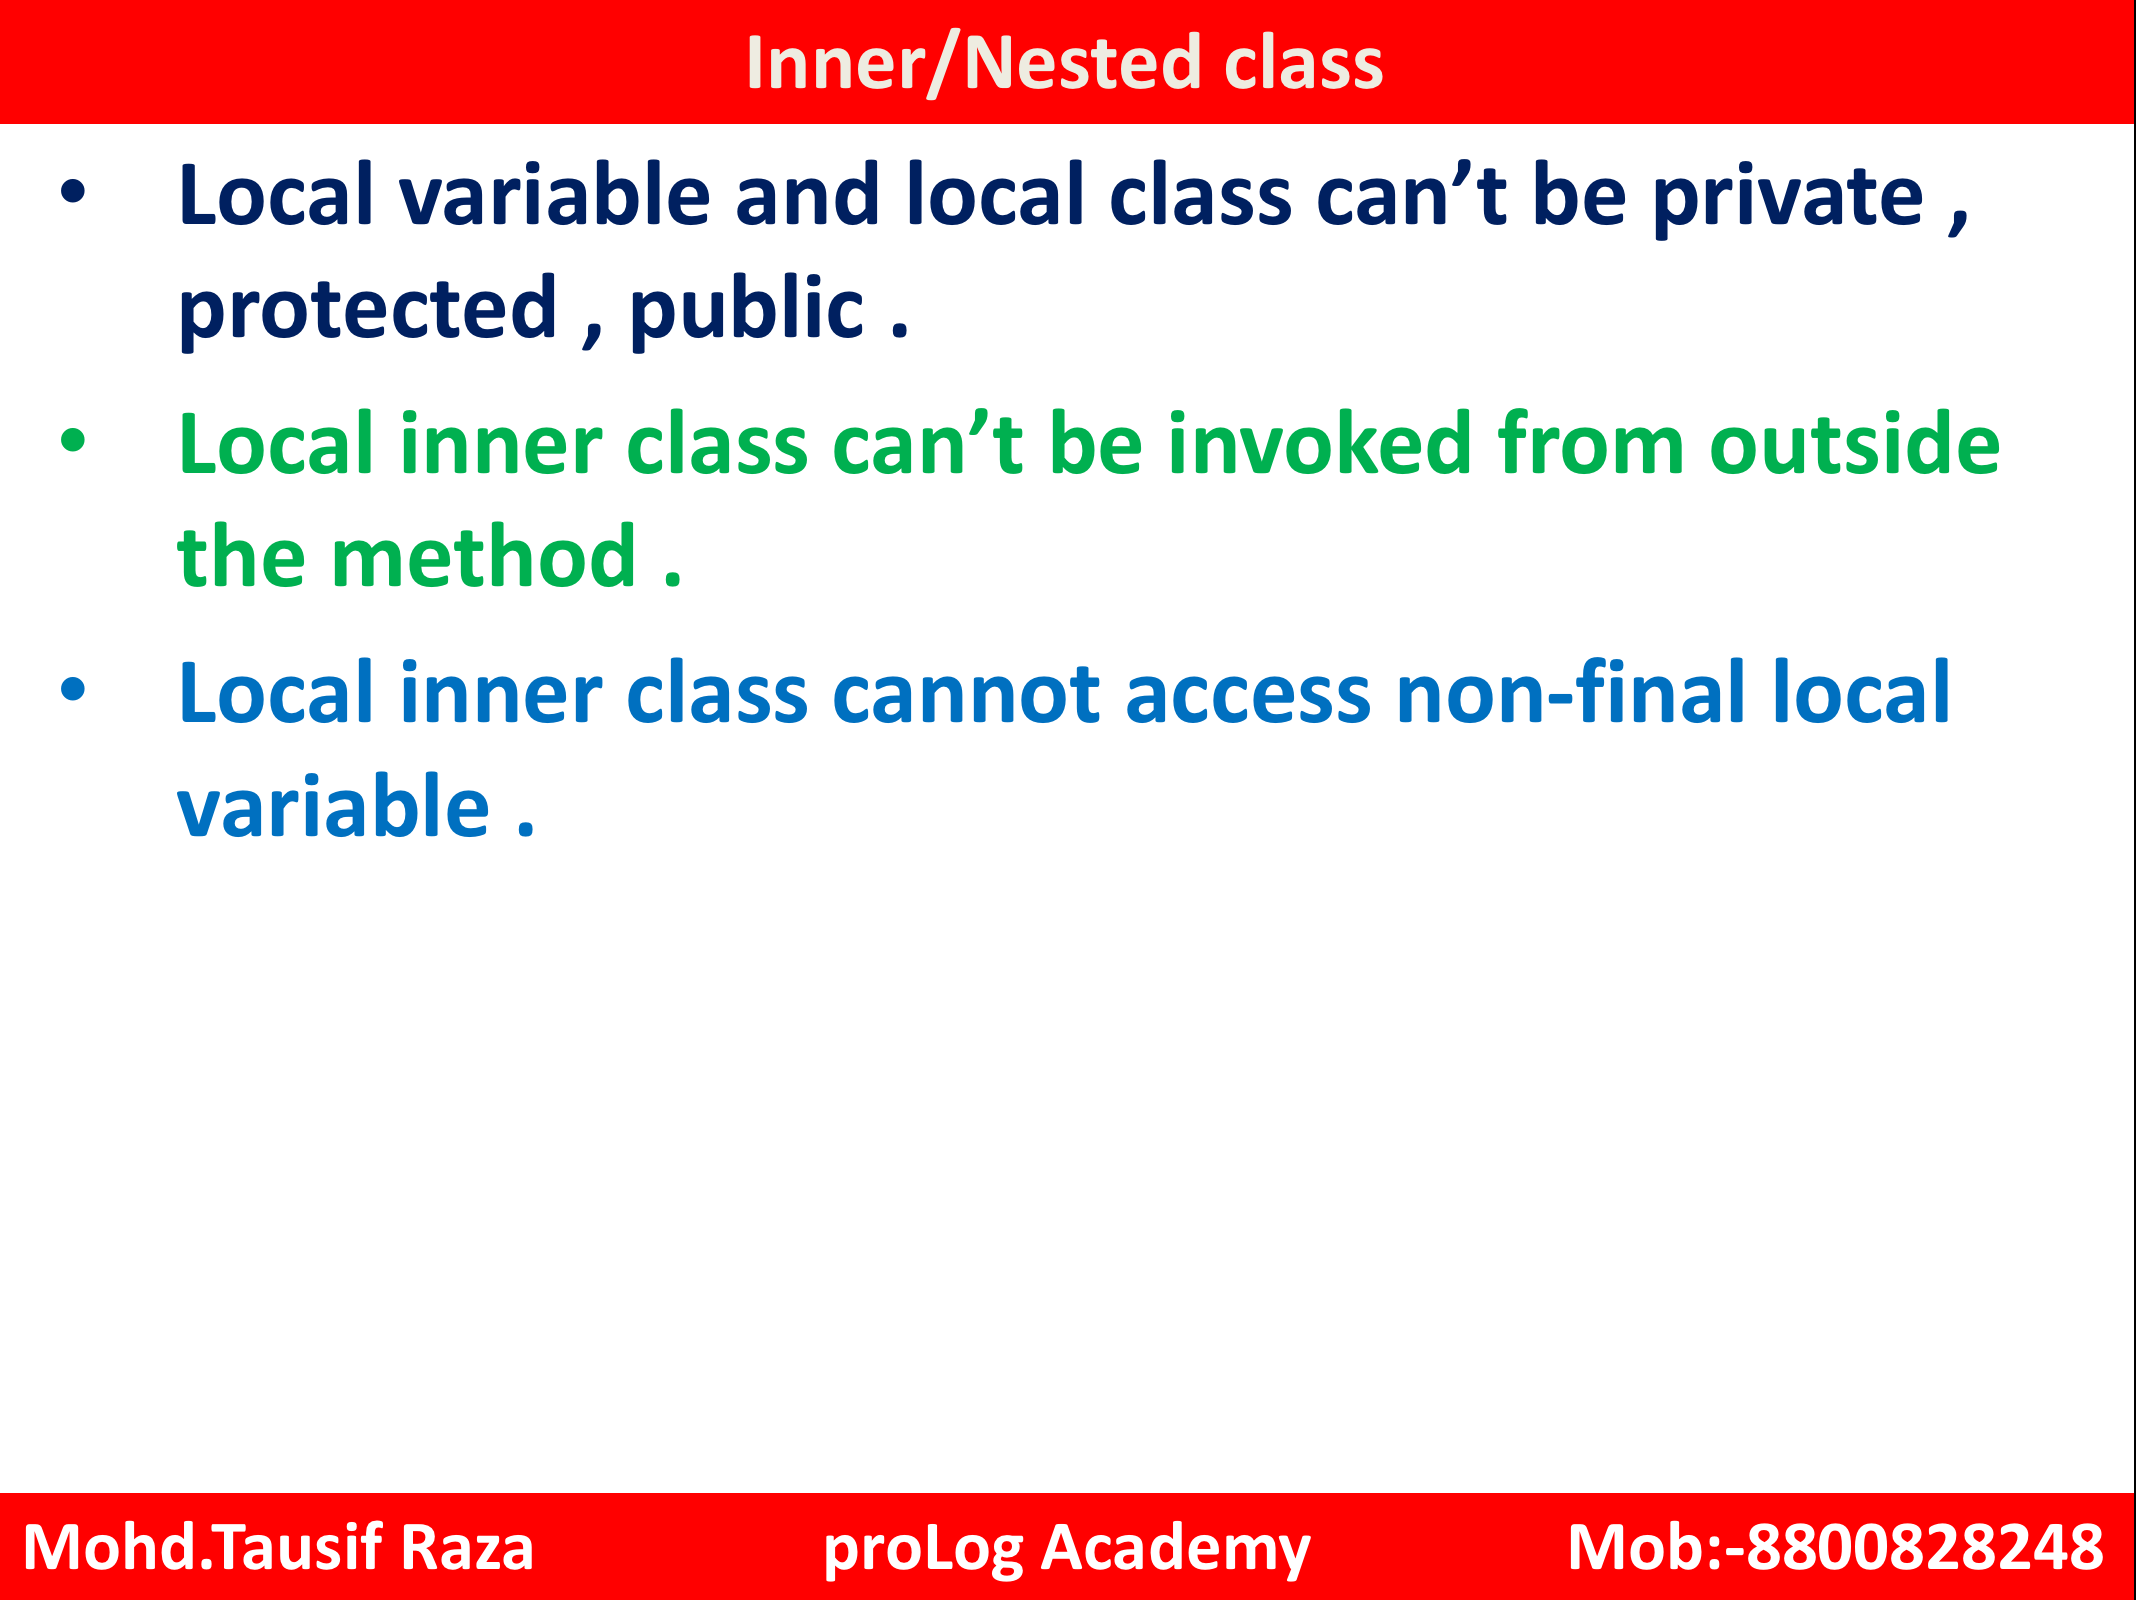 Inner/Nested class
• Local variable and local class can’t be private ,
protected , public .
• Local inner class can’t be invoked from outside
the method .
• Local inner class cannot access non-final local
variable .
Mohd.Tausif Raza proLog Academy Mob:-8800828248